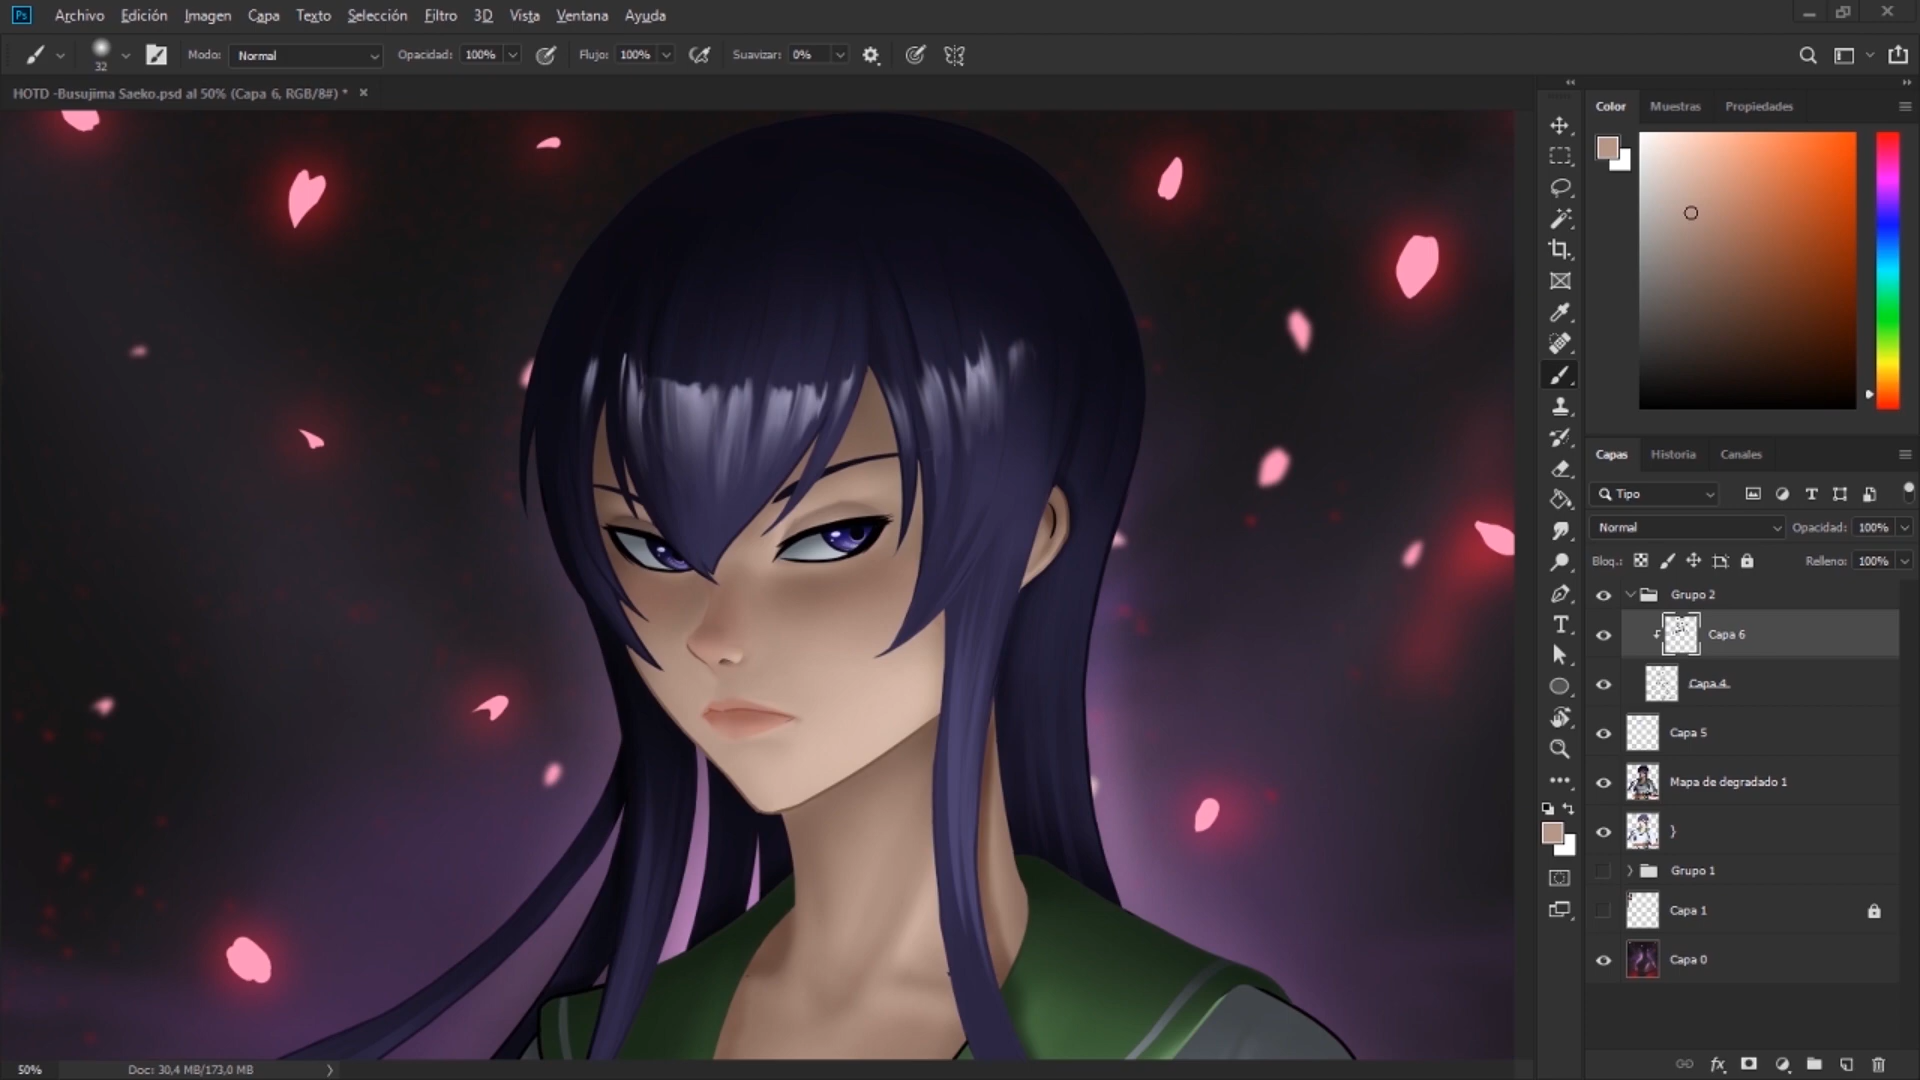 Ps Archivo Edición Imagen Capa Texto Selección Filtro 3D Vista Ventana Ayuda
32 Modo: Normal Opacidad: 100% Flujo: 100% Suavizar: 0%
HOTD -Busujima Saeko.psd al 50% (Capa 6, RGB/8#) * ×
Color Muestras Propiedades
Capas Historia Canales
Tipo
Normal Opacidad: 100%
Bloq.: Relleno: 100%
Grupo 2
Capa 6
Capa 4
Capa 5
Mapa de degradado 1
}
Grupo 1
Capa 1
Capa 0
50% Doc: 30,4 MB/173,0 MB
fx